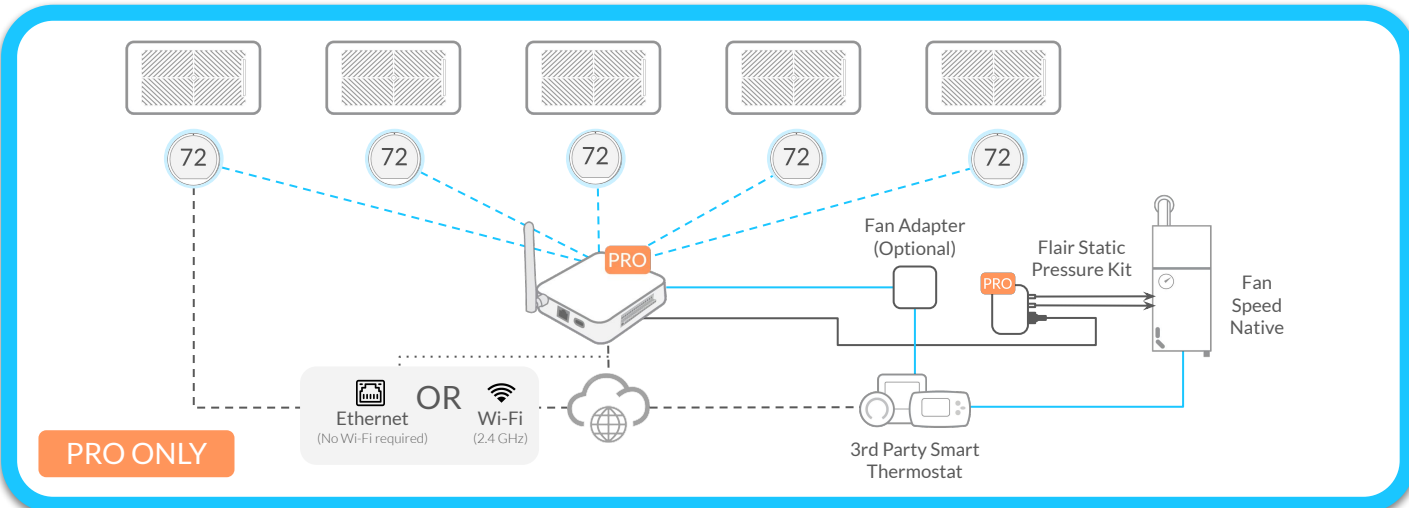 72
72
72
72
72
PRO
Fan Adapter
(Optional)
Flair Static
Pressure Kit
PRO
Fan
Speed
Native
Ethernet
(No Wi-Fi required)
OR
Wi-Fi
(2.4 GHz)
3rd Party Smart
Thermostat
PRO ONLY